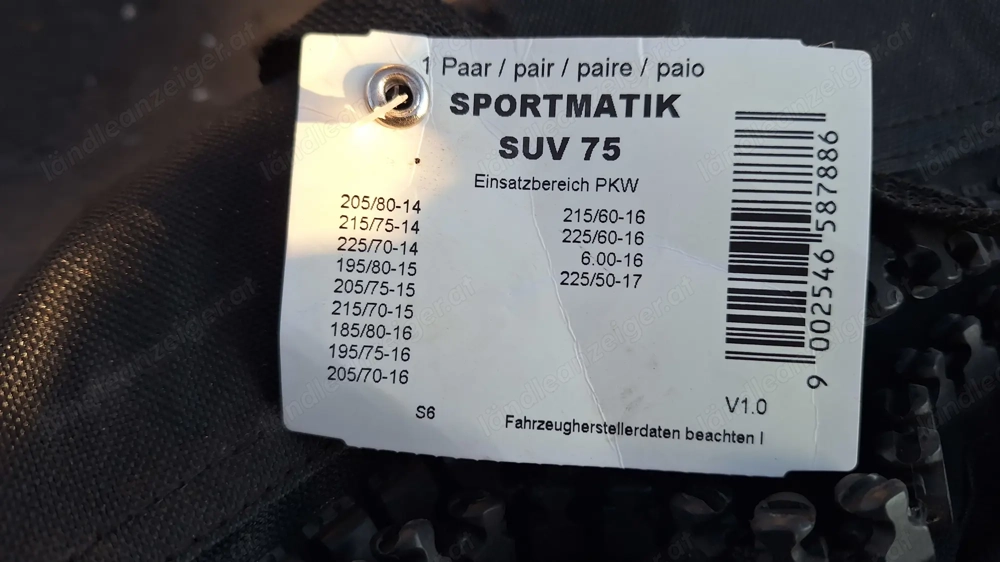 1 Paar / pair / paire / paio
SPORTMATIK
SUV 75
Einsatzbereich PKW
205/80-14
215/75-14
225/70-14
195/80-15
205/75-15
215/70-15
185/80-16
195/75-16
205/70-16
215/60-16
225/60-16
6.00-16
225/50-17
S6
V1.0
Fahrzeugherstellerdaten beachten !
9 002546 587886
ländleanzeiger.at